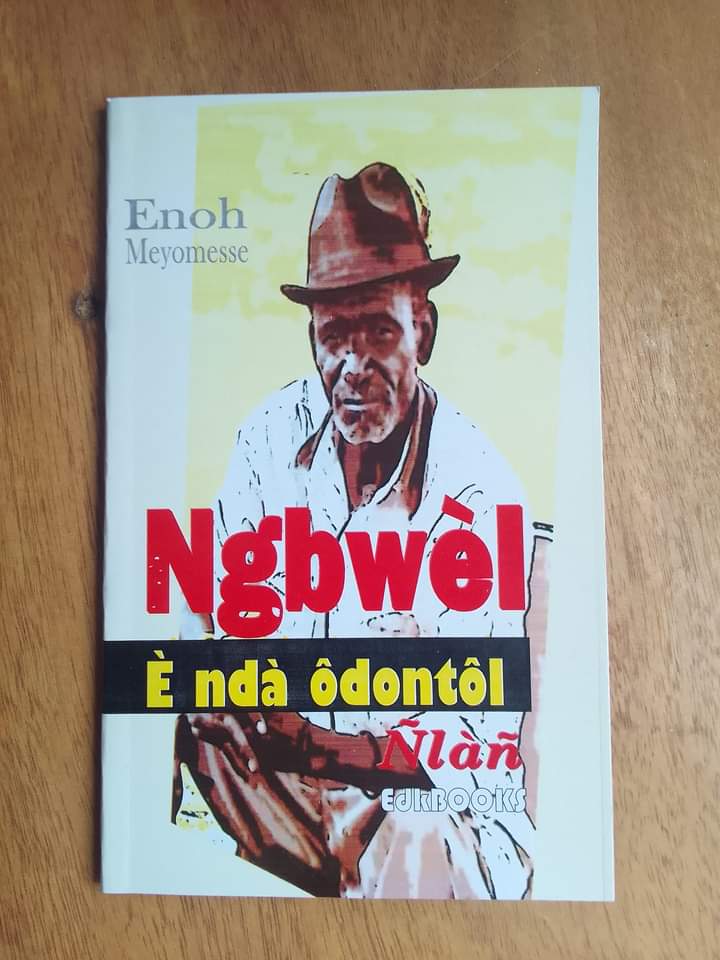 Enoh
Meyomesse
Ngbwèl
È ndà ôdontôl
Ñlàñ
EdkBOOKS